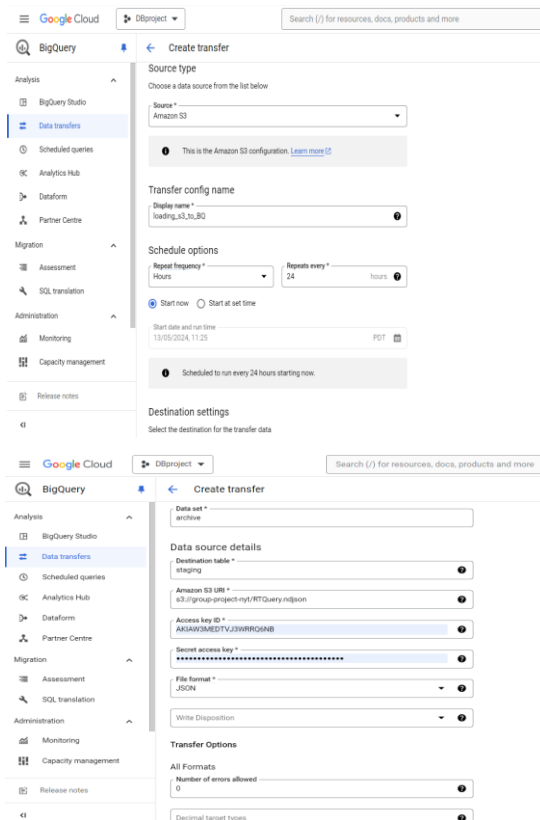 Google Cloud DBproject Search (/) for resources, docs, products and more
BigQuery Create transfer
Analysis
BigQuery Studio
Data transfers
Scheduled queries
Analytics Hub
Dataform
Partner Centre
Migration
Assessment
SQL translation
Administration
Monitoring
Capacity management
Release notes
Source type
Choose a data source from the list below
Source *
Amazon S3
This is the Amazon S3 configuration. Learn more
Transfer config name
Display name *
loading_s3_to_BQ
Schedule options
Repeat frequency *
Hours
Repeats every *
24 hours
Start now Start at set time
Start date and run time
13/05/2024, 11:25 PDT
Scheduled to run every 24 hours starting now.
Destination settings
Select the destination for the transfer data
Google Cloud DBproject Search (/) for resources, docs, products and more
BigQuery Create transfer
Analysis
BigQuery Studio
Data transfers
Scheduled queries
Analytics Hub
Dataform
Partner Centre
Migration
Assessment
SQL translation
Administration
Monitoring
Capacity management
Release notes
Data set *
archive
Data source details
Destination table *
staging
Amazon S3 URI *
s3://group-project-nyt/RTQuery.ndjson
Access key ID *
AKIAW3MEDTVJ3WRRQ6NB
Secret access key *
File format *
JSON
Write Disposition
Transfer Options
All Formats
Number of errors allowed
0
Decimal target types